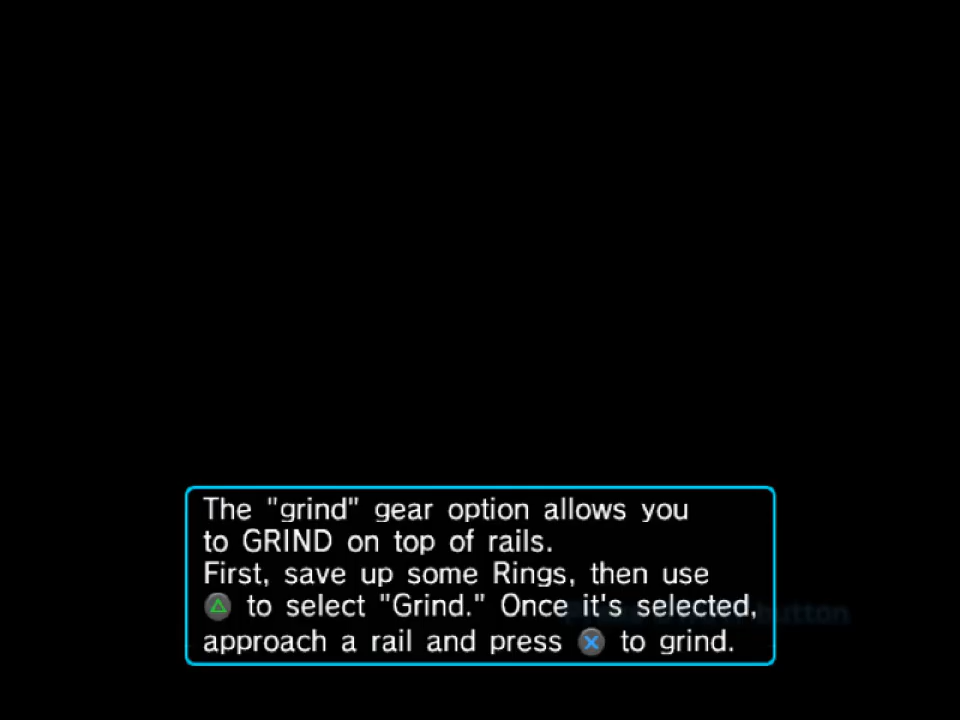 The "grind" gear option allows you
to GRIND on top of rails.
First, save up some Rings, then use
△ to select "Grind." Once it's selected,
approach a rail and press ✕ to grind.
button